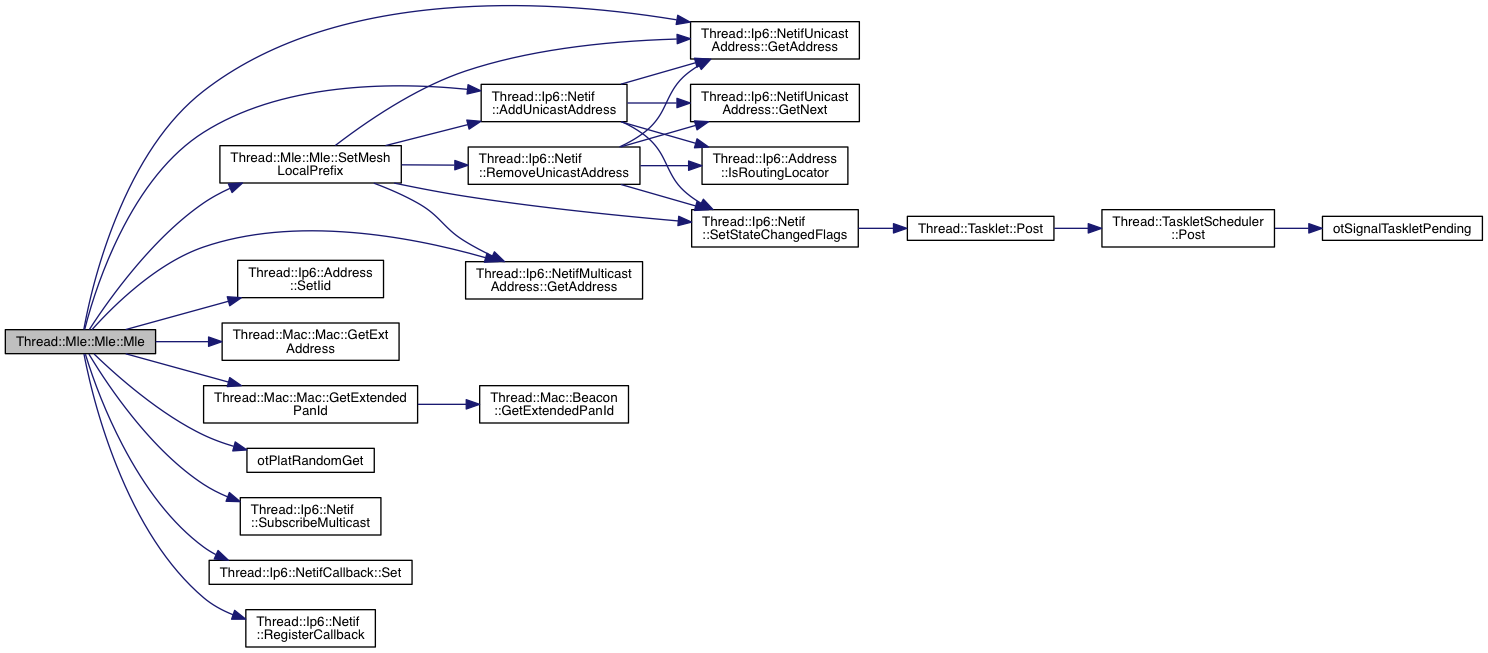 Thread::Mle::Mle::Mle
Thread::Ip6::NetifUnicast
Address::GetAddress
Thread::Ip6::Netif
::AddUnicastAddress
Thread::Ip6::NetifUnicast
Address::GetNext
Thread::Mle::Mle::SetMesh
LocalPrefix
Thread::Ip6::Netif
::RemoveUnicastAddress
Thread::Ip6::Address
::IsRoutingLocator
Thread::Ip6::Netif
::SetStateChangedFlags
Thread::Tasklet::Post
Thread::TaskletScheduler
::Post
otSignalTaskletPending
Thread::Ip6::Address
::SetIid
Thread::Ip6::NetifMulticast
Address::GetAddress
Thread::Mac::Mac::GetExt
Address
Thread::Mac::Mac::GetExtended
PanId
Thread::Mac::Beacon
::GetExtendedPanId
otPlatRandomGet
Thread::Ip6::Netif
::SubscribeMulticast
Thread::Ip6::NetifCallback::Set
Thread::Ip6::Netif
::RegisterCallback